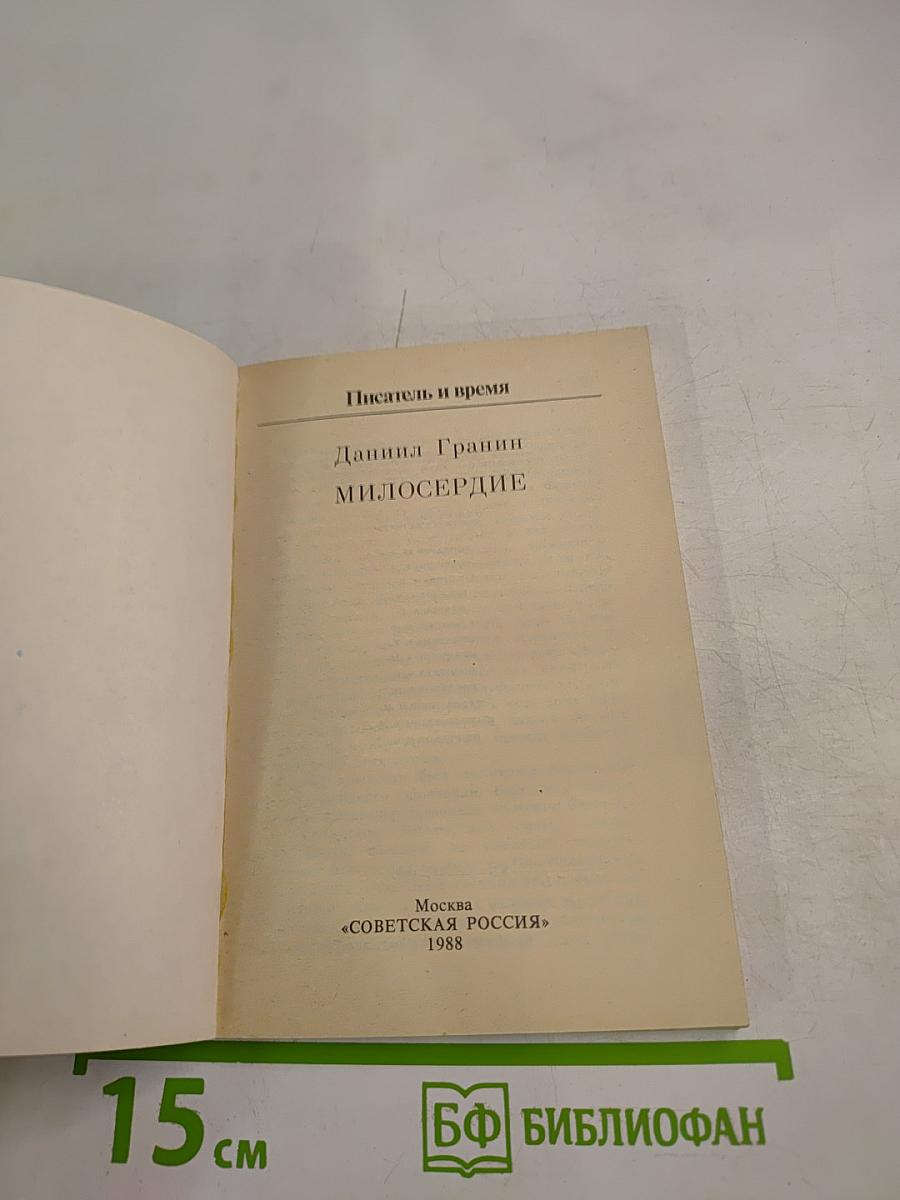 Писатель и время
Даниил Гранин
МИЛОСЕРДИЕ
Москва
«СОВЕТСКАЯ РОССИЯ»
1988
15 см
БФ БИБЛИОФАН